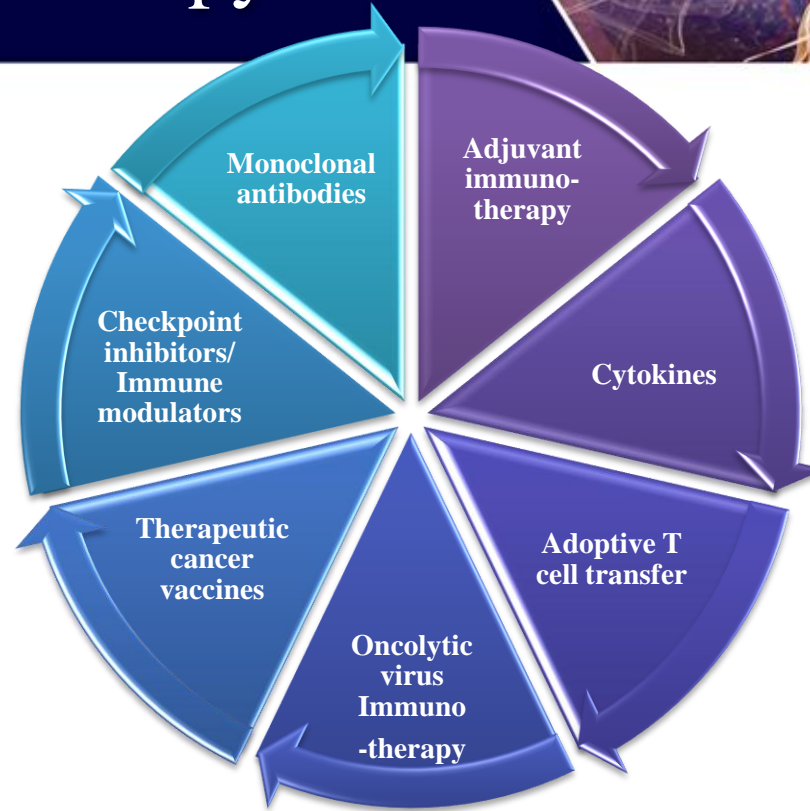 Adjuvant
immuno-
therapy
Cytokines
Adoptive T
cell transfer
Oncolytic
virus
Immuno
-therapy
Therapeutic
cancer
vaccines
Checkpoint
inhibitors/
Immune
modulators
Monoclonal
antibodies